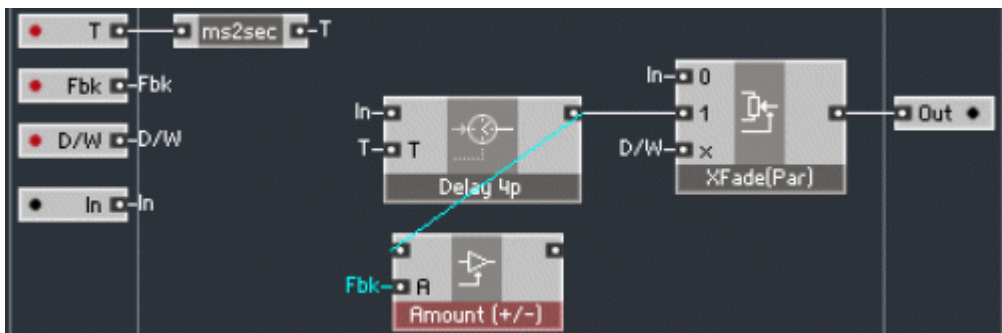 T ms2sec T
Fbk Fbk
D/W D/W
In In
In
T T
Delay 4p
Fbk A
Amount (+/-)
In 0
1
D/W x
XFade(Par)
Out